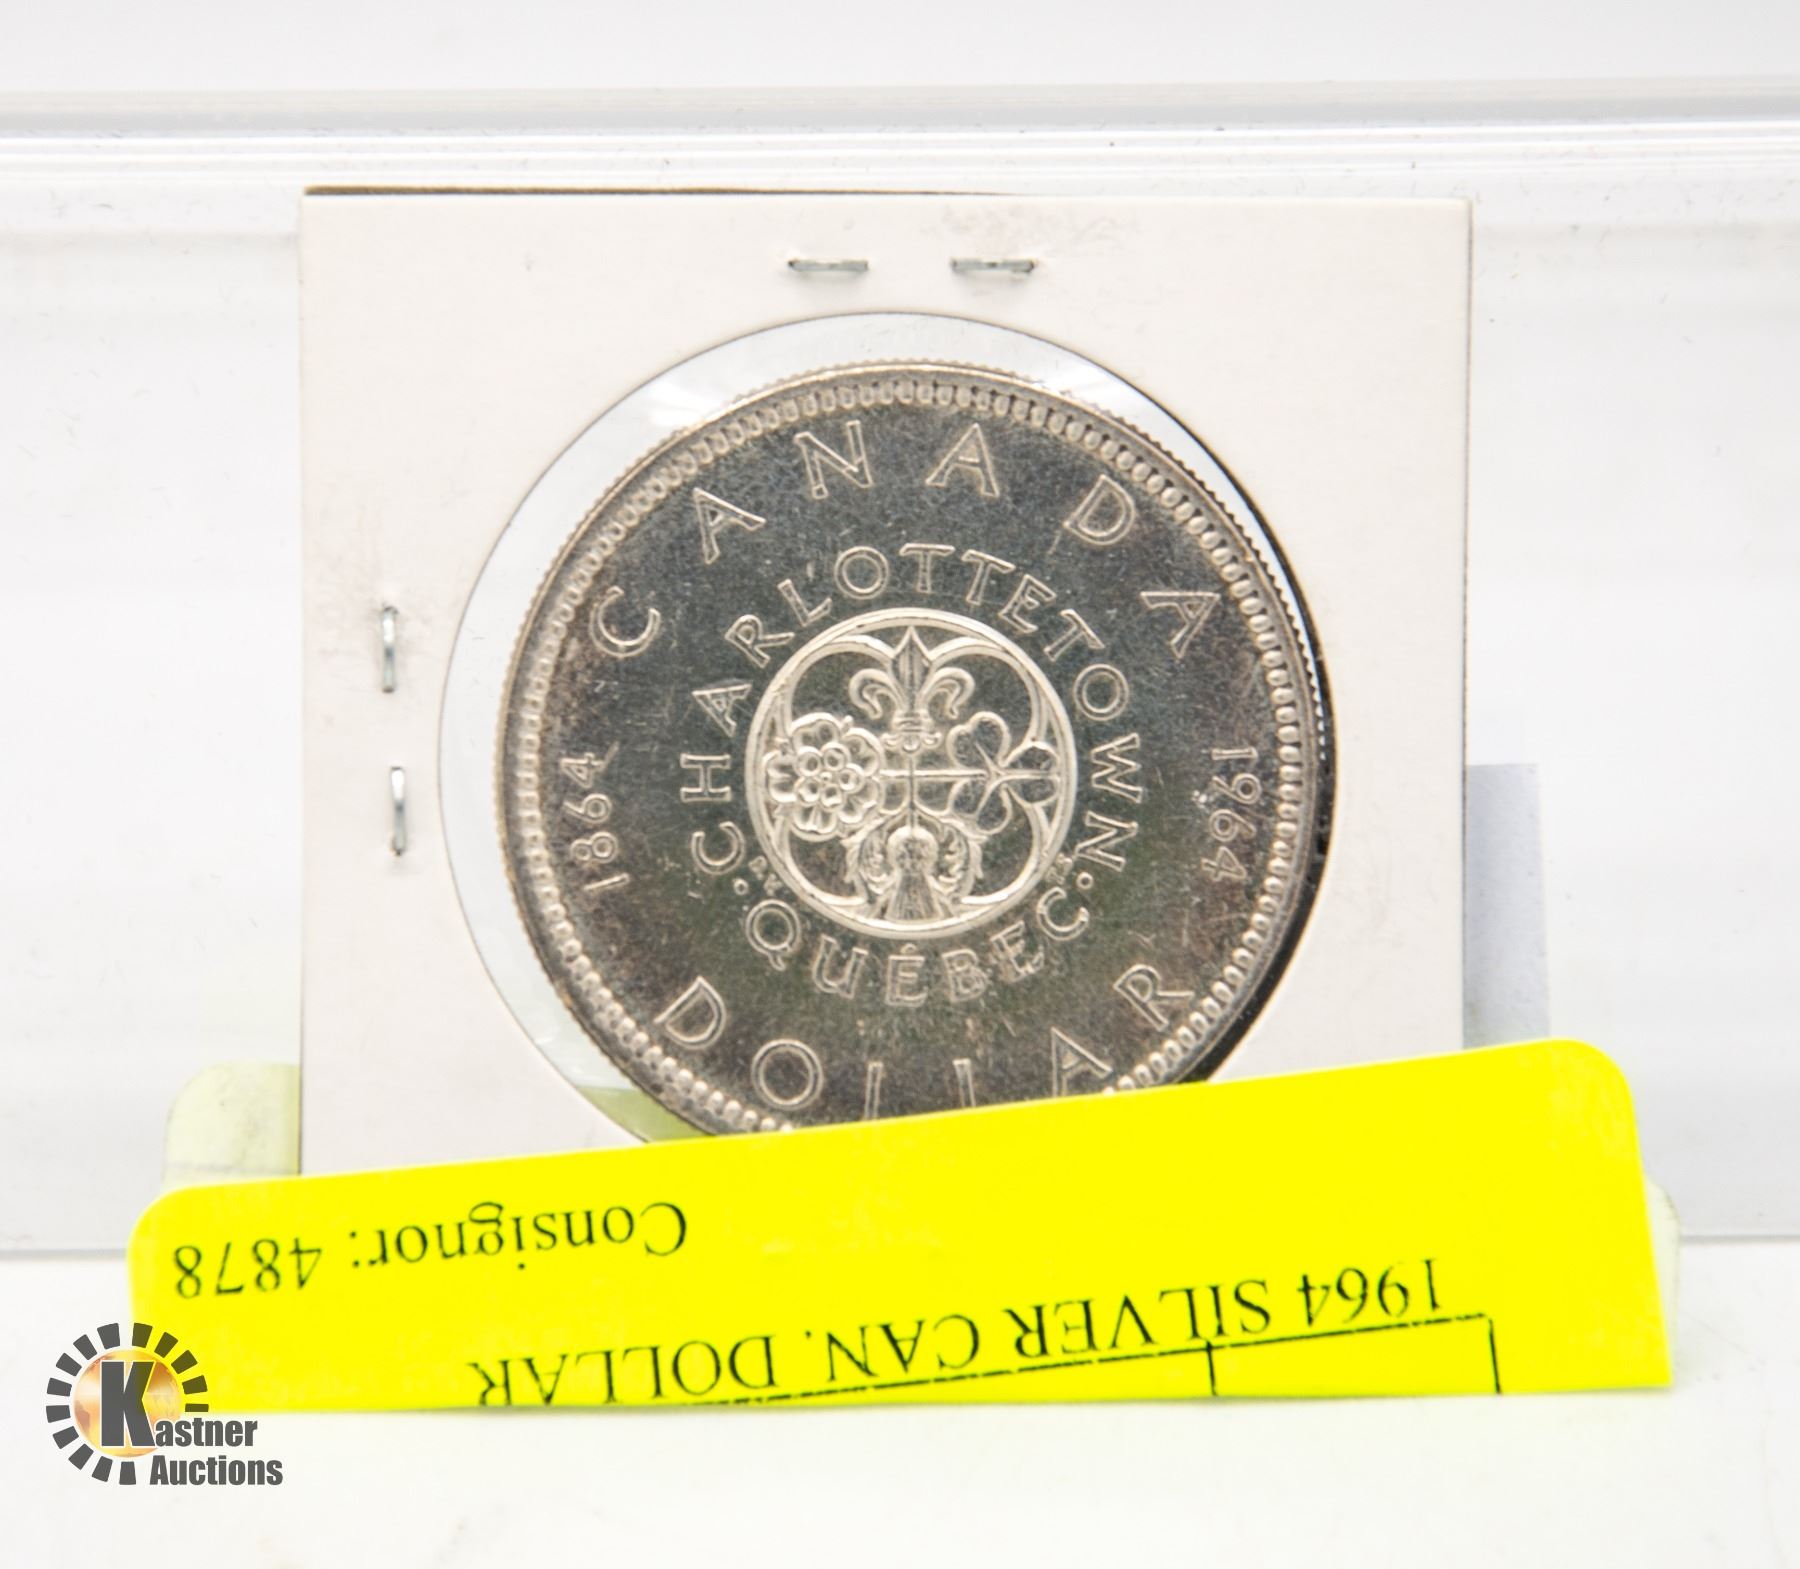 CANADA
CHARLOTTETOWN
1864
1964
·QUÉBEC·
DOLLAR
Consignor: 4878
1964 SILVER CAN. DOLLAR
Kastner
Auctions